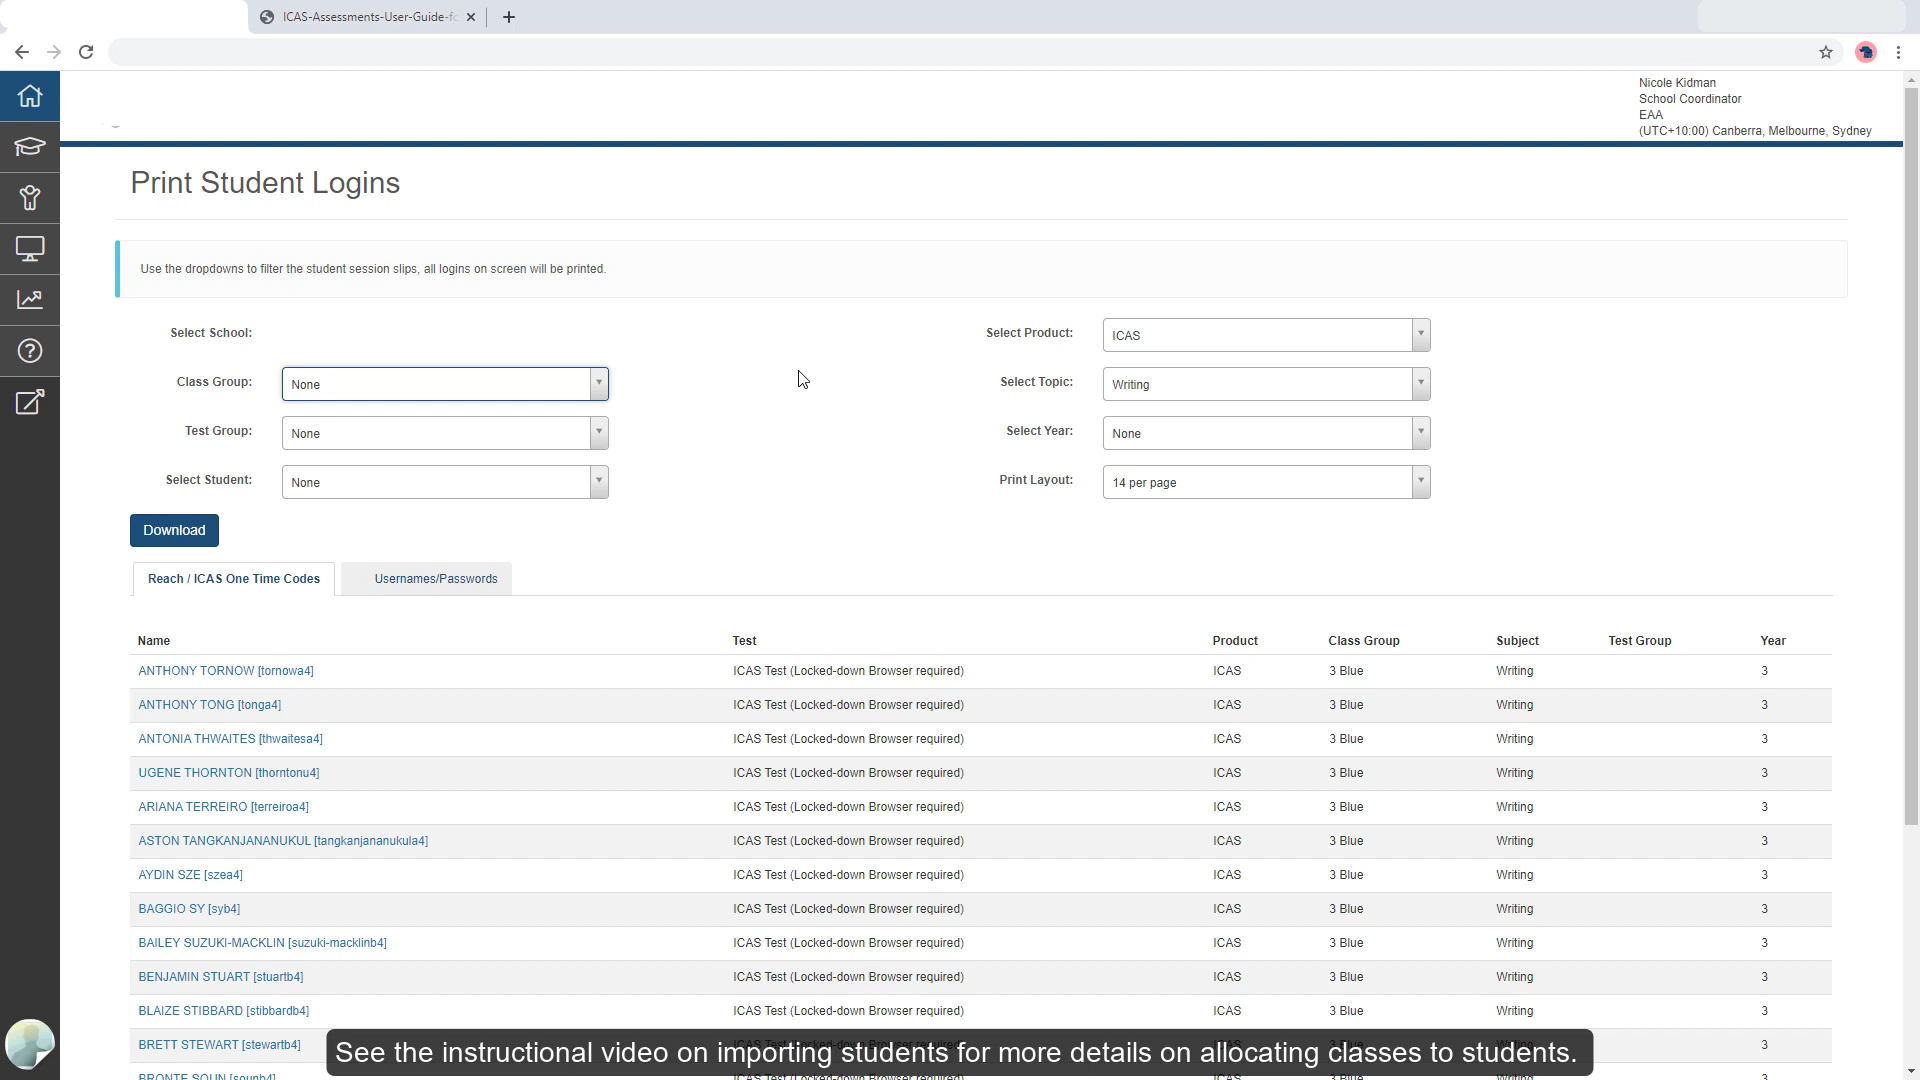 ICAS-Assessments-User-Guide-fo
Nicole Kidman
School Coordinator
EAA
(UTC+10:00) Canberra, Melbourne, Sydney
Print Student Logins
Use the dropdowns to filter the student session slips, all logins on screen will be printed.
Select School:
Select Product: ICAS
Class Group: None
Select Topic: Writing
Test Group: None
Select Year: None
Select Student: None
Print Layout: 14 per page
Download
Reach / ICAS One Time Codes Usernames/Passwords
Name Test Product Class Group Subject Test Group Year
ANTHONY TORNOW [tornowa4] ICAS Test (Locked-down Browser required) ICAS 3 Blue Writing 3
ANTHONY TONG [tonga4] ICAS Test (Locked-down Browser required) ICAS 3 Blue Writing 3
ANTONIA THWAITES [thwaitesa4] ICAS Test (Locked-down Browser required) ICAS 3 Blue Writing 3
UGENE THORNTON [thorntonu4] ICAS Test (Locked-down Browser required) ICAS 3 Blue Writing 3
ARIANA TERREIRO [terreiroa4] ICAS Test (Locked-down Browser required) ICAS 3 Blue Writing 3
ASTON TANGKANJANANUKUL [tangkanjananukula4] ICAS Test (Locked-down Browser required) ICAS 3 Blue Writing 3
AYDIN SZE [szea4] ICAS Test (Locked-down Browser required) ICAS 3 Blue Writing 3
BAGGIO SY [syb4] ICAS Test (Locked-down Browser required) ICAS 3 Blue Writing 3
BAILEY SUZUKI-MACKLIN [suzuki-macklinb4] ICAS Test (Locked-down Browser required) ICAS 3 Blue Writing 3
BENJAMIN STUART [stuartb4] ICAS Test (Locked-down Browser required) ICAS 3 Blue Writing 3
BLAIZE STIBBARD [stibbardb4] ICAS Test (Locked-down Browser required) ICAS 3 Blue Writing 3
BRETT STEWART [stewartb4] 3
See the instructional video on importing students for more details on allocating classes to students.
BRONTE SOUN [sounb4] ICAS Test (Locked-down Browser required) ICAS 3 Blue Writing 3